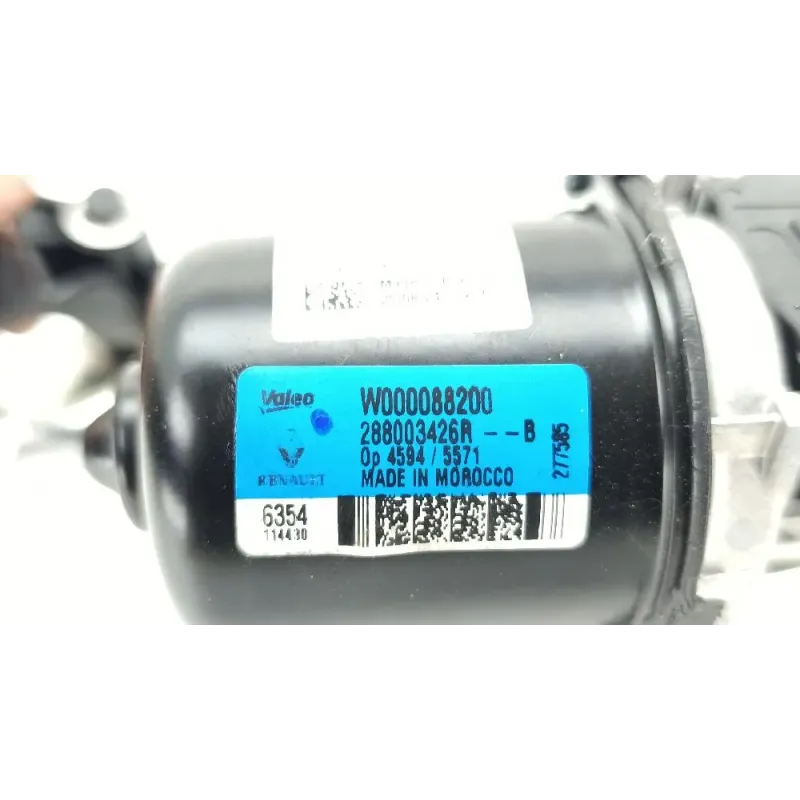 Valeo
W000088200
288003426R --B
Op 4594 / 5571
RENAULT
MADE IN MOROCCO
277585
6354
114430